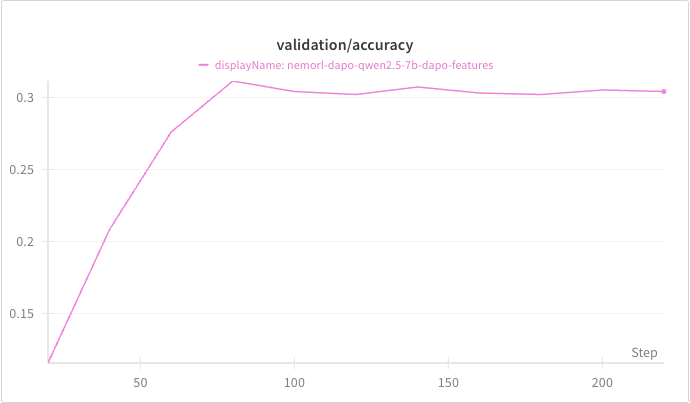 validation/accuracy
displayName: nemorl-dapo-qwen2.5-7b-dapo-features
0.3
0.25
0.2
0.15
Step
50 100 150 200